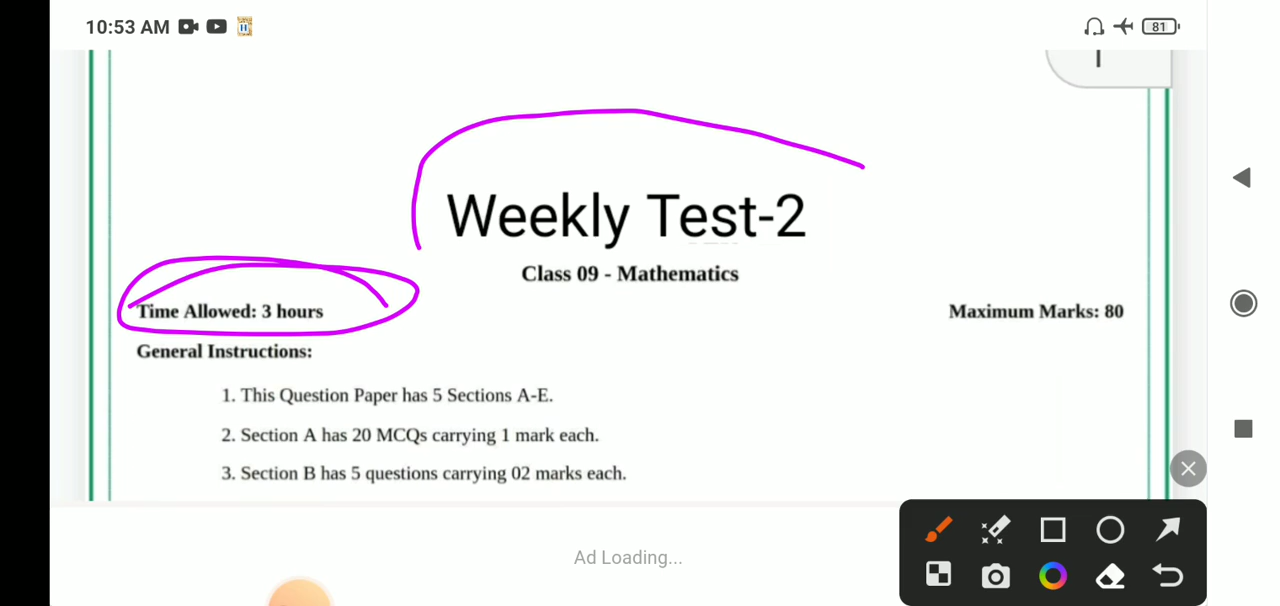 10:53 AM
81
Weekly Test-2
Class 09 - Mathematics
Time Allowed: 3 hours
Maximum Marks: 80
General Instructions:
1. This Question Paper has 5 Sections A-E.
2. Section A has 20 MCQs carrying 1 mark each.
3. Section B has 5 questions carrying 02 marks each.
Ad Loading...